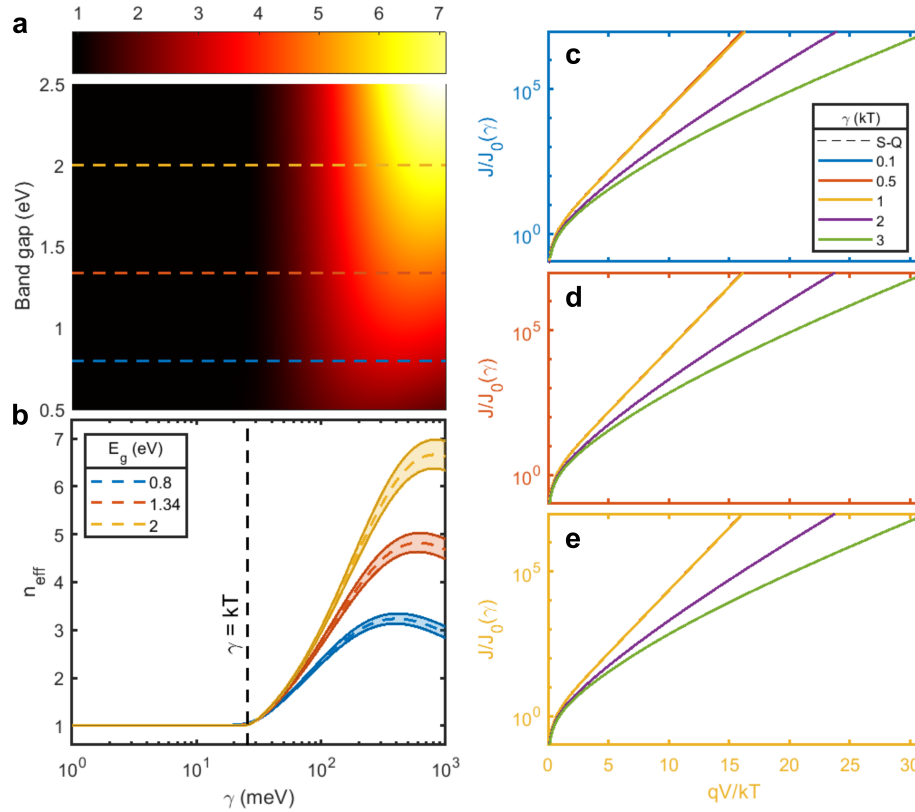 a
1 2 3 4 5 6 7
2.5
2
1.5
1
0.5
Band gap (eV)
b
7
6
5
4
3
2
1
n_eff
E_g (eV)
0.8
1.34
2
γ = kT
10^0 10^1 10^2 10^3
γ (meV)
c
10^5
10^0
J/J_0(γ)
γ (kT)
S-Q
0.1
0.5
1
2
3
d
10^5
10^0
J/J_0(γ)
e
10^5
10^0
J/J_0(γ)
0 5 10 15 20 25 30
qV/kT